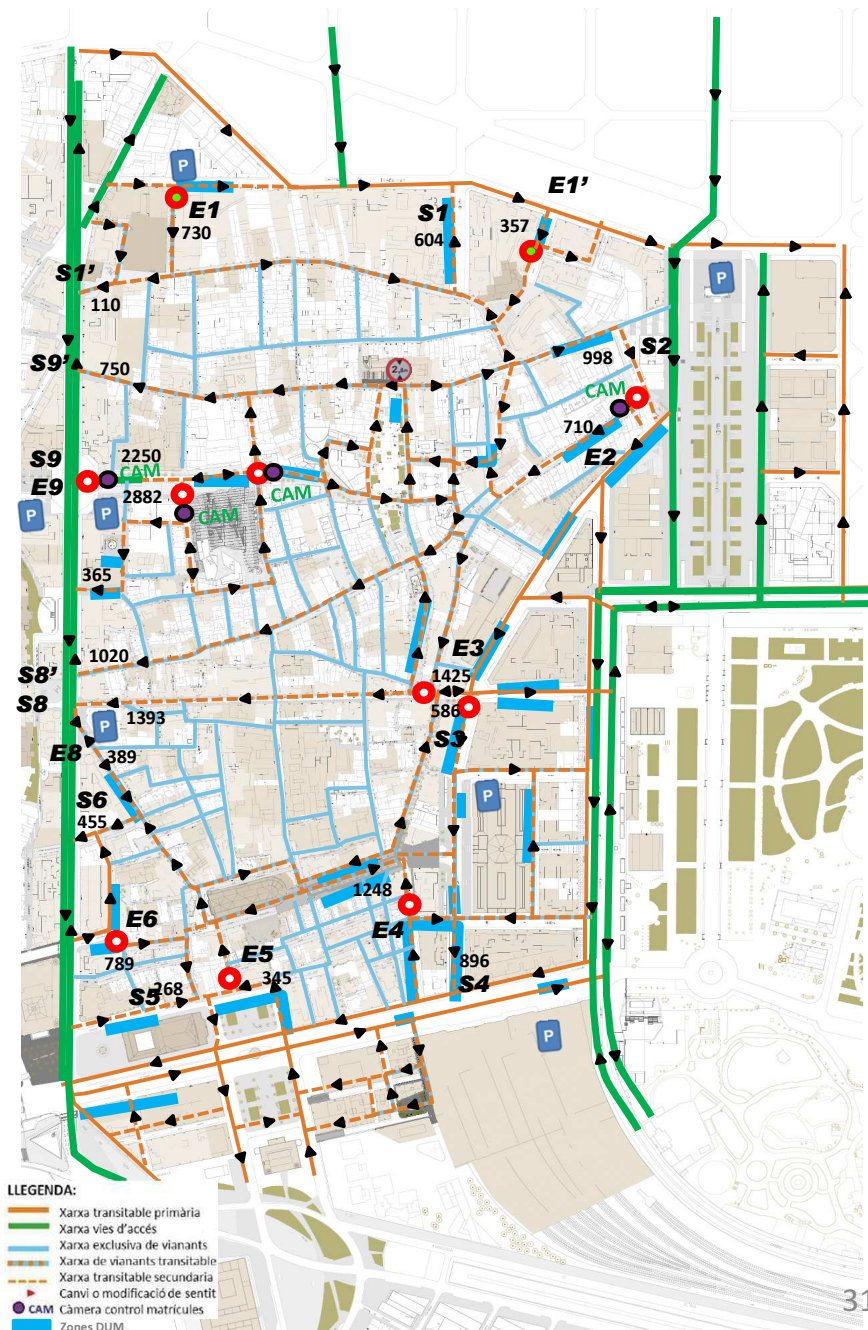 E1'
P
E1
S1
357
730
604
S1'
P
110
S9'
S2
750
998
2,
CAM
710
S9
2250
E2
E9
CAM
2882
CAM
P
P
CAM
365
E3
1020
1425
S8'
S8
586
1393
S3
P
E8
389
S6
P
455
1248
E6
E4
789
E5
896
268
345
S5
S4
P
LLEGENDA:
Xarxa transitable primària
Xarxa vies d'accés
Xarxa exclusiva de vianants
Xarxa de vianants transitable
Xarxa transitable secundaria
Canvi o modificació de sentit
CAM Càmera control matrícules
Zones DUM
31